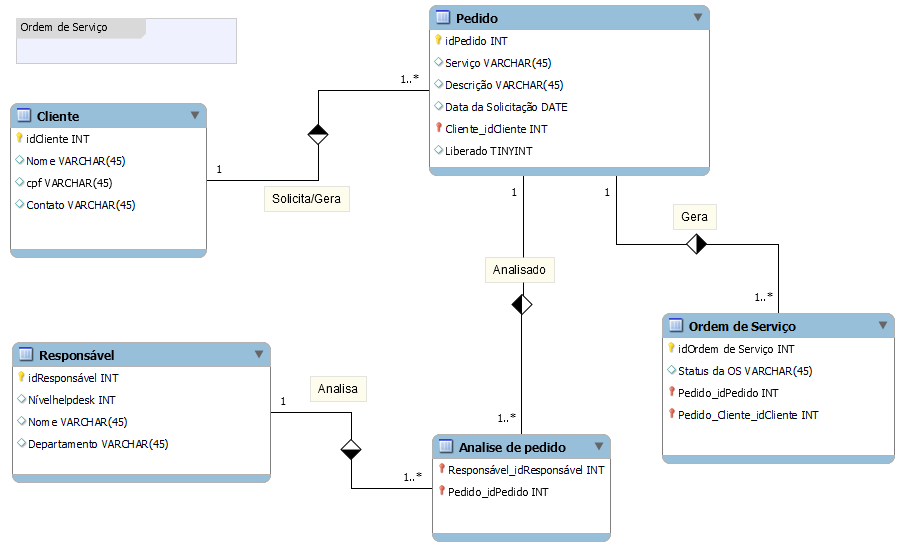 Ordem de Serviço
Pedido
idPedido INT
Serviço VARCHAR(45)
Descrição VARCHAR(45)
Data da Solicitação DATE
Cliente_idCliente INT
Liberado TINYINT
1..*
Cliente
idCliente INT
Nome VARCHAR(45)
cpf VARCHAR(45)
Contato VARCHAR(45)
1
Solicita/Gera
1
1
Gera
Analisado
1..*
Ordem de Serviço
idOrdem de Serviço INT
Status da OS VARCHAR(45)
Pedido_idPedido INT
Pedido_Cliente_idCliente INT
Responsável
idResponsável INT
Nívelhelpdesk INT
Nome VARCHAR(45)
Departamento VARCHAR(45)
Analisa
1
1..*
1..*
Analise de pedido
Responsável_idResponsável INT
Pedido_idPedido INT